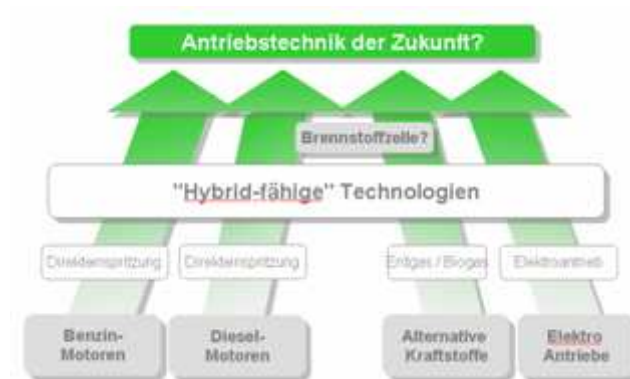 Antriebstechnik der Zukunft?
Brennstoffzelle?
"Hybrid-fähige" Technologien
Direkteinspritzung
Direkteinspritzung
Erdgas / Biogas
Elektroantrieb
Benzin-
Motoren
Diesel-
Motoren
Alternative
Kraftstoffe
Elektro
Antriebe